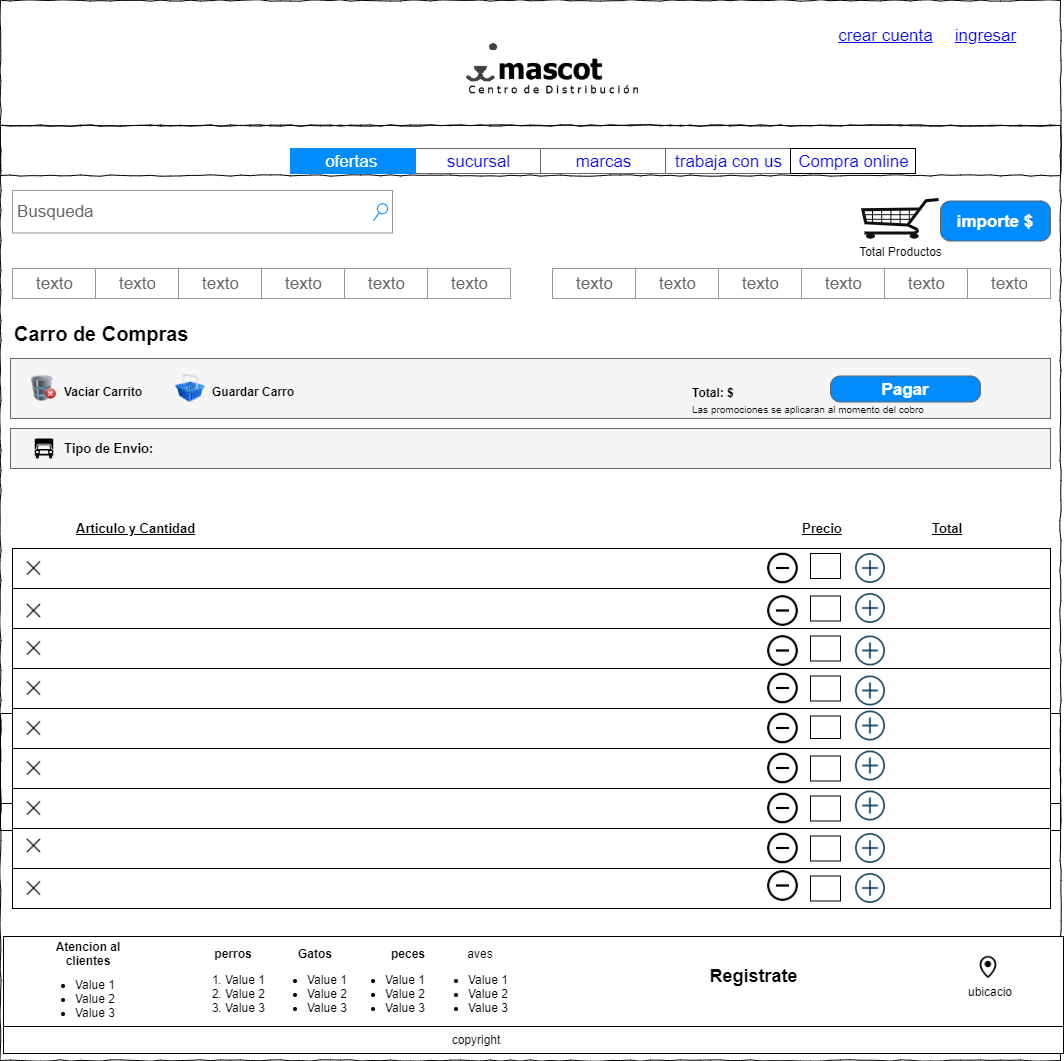 crear cuenta ingresar
mascot
Centro de Distribución
ofertas sucursal marcas trabaja con us Compra online
Busqueda
importe $
Total Productos
texto texto texto texto texto texto texto texto texto texto texto texto
Carro de Compras
Vaciar Carrito Guardar Carro Total: $ Pagar
Las promociones se aplicaran al momento del cobro
Tipo de Envio:
Articulo y Cantidad Precio Total
Atencion al
clientes
Value 1
Value 2
Value 3
perros
1. Value 1
2. Value 2
3. Value 3
Gatos
Value 1
Value 2
Value 3
peces
Value 1
Value 2
Value 3
aves
Value 1
Value 2
Value 3
Registrate
ubicacio
copyright